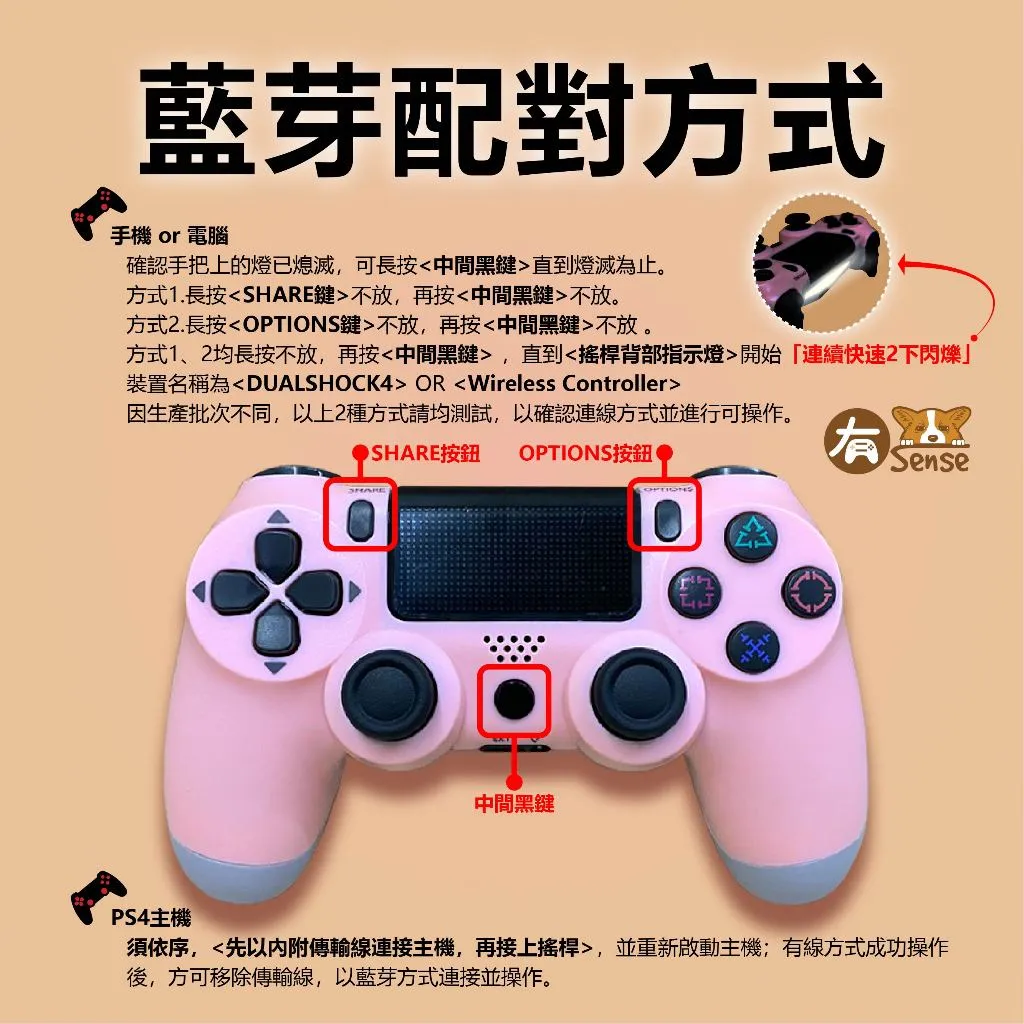 藍芽配對方式
手機 or 電腦
確認手把上的燈已熄滅，可長按<中間黑鍵>直到燈滅為止。
方式1.長按<SHARE鍵>不放，再按<中間黑鍵>不放。
方式2.長按<OPTIONS鍵>不放，再按<中間黑鍵>不放 。
方式1、2均長按不放，再按<中間黑鍵> ，直到<搖桿背部指示燈>開始「連續快速2下閃爍」
裝置名稱為<DUALSHOCK4> OR <Wireless Controller>
因生產批次不同，以上2種方式請均測試，以確認連線方式並進行可操作。
有 Sense
SHARE按鈕 OPTIONS按鈕
SHARE OPTIONS
中間黑鍵
PS4主機
須依序，<先以內附傳輸線連接主機，再接上搖桿>，並重新啟動主機；有線方式成功操作
後，方可移除傳輸線，以藍芽方式連接並操作。